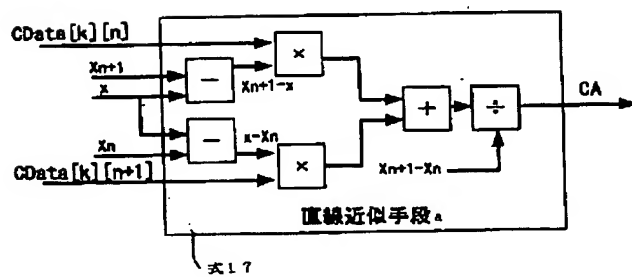 CData[k][n]
×
Xn+1
x
−
Xn+1-x
+
÷
CA
Xn
−
x-Xn
×
CData[k][n+1]
Xn+1-Xn
直線近似手段a
式17